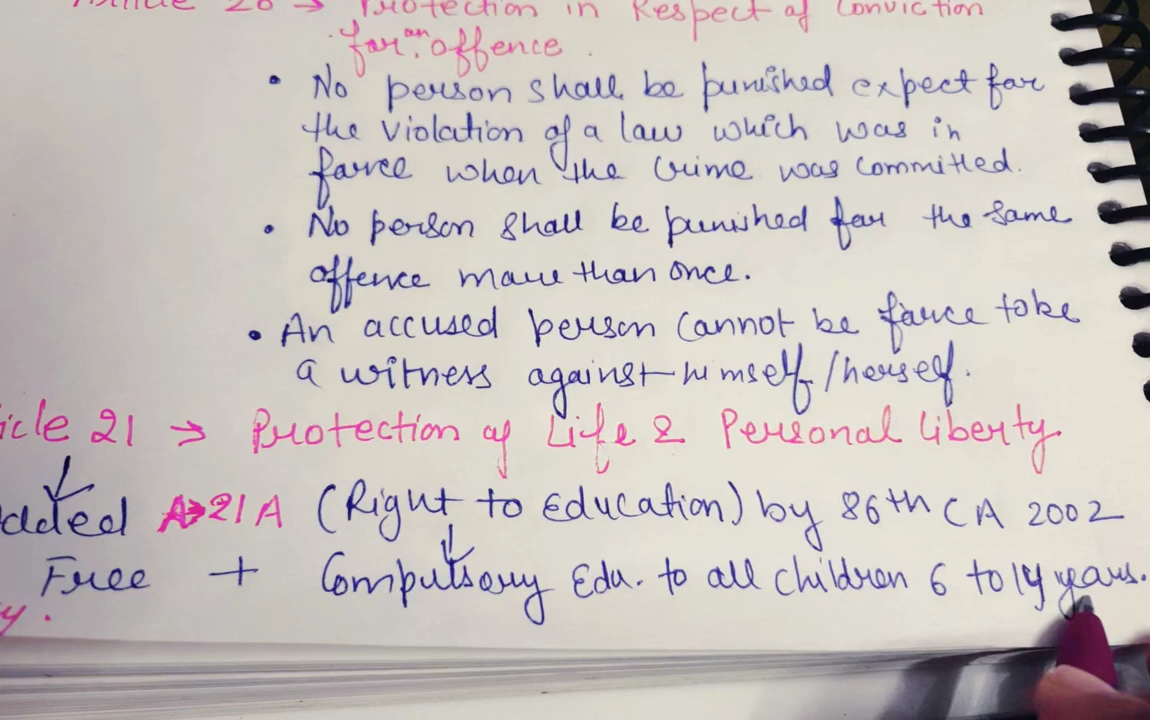 Article 20 → Protection in Respect of Conviction
for an offence.
• No person shall be punished expect for
the violation of a law which was in
force when the crime was committed.
• No person shall be punished for the same
offence more than once.
• An accused person cannot be force to be
a witness against himself/herself.
icle 21 → Protection of Life & Personal liberty
dded A→21A (Right to Education) by 86th CA 2002
Free + Compulsory Edu. to all children 6 to 14 years.
y.